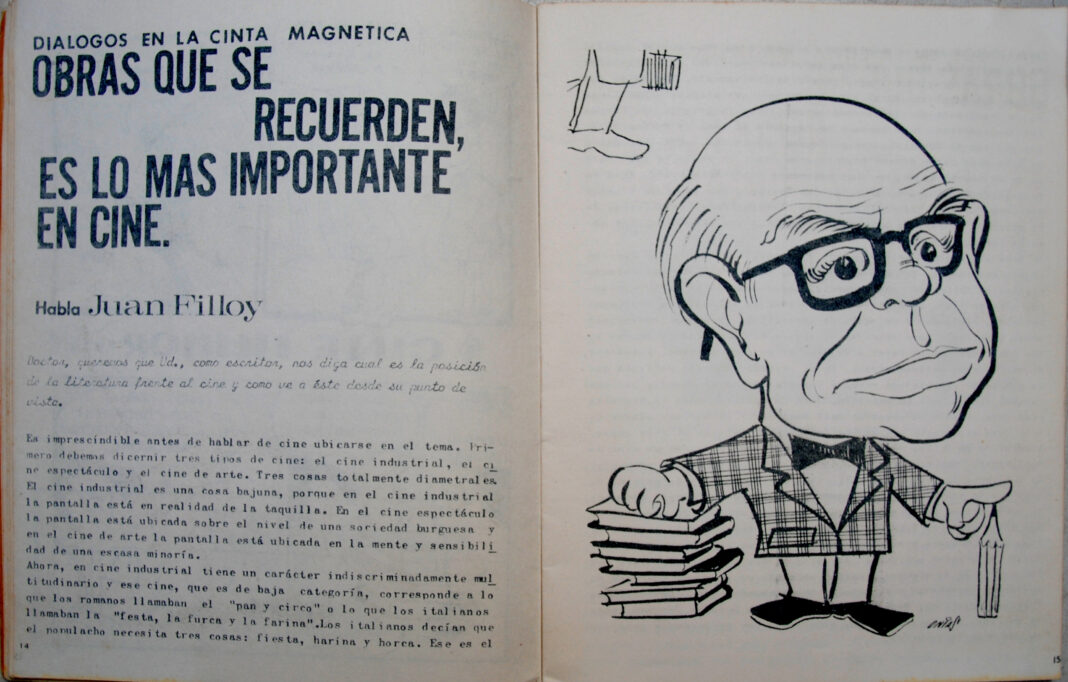 DIALOGOS EN LA CINTA MAGNETICA
OBRAS QUE SE
RECUERDEN,
ES LO MAS IMPORTANTE
EN CINE.
Habla Juan Filloy
Doctor, queremos que Ud., como escritor, nos diga cual es la posición
de la literatura frente al cine y como ve a éste desde su punto de
vista.
Es imprescindible antes de hablar de cine ubicarse en el tema. Pri-
mero debemos dicernir tres tipos de cine: el cine industrial, el ci
ne espectáculo y el cine de arte. Tres cosas totalmente diametrales.
El cine industrial es una cosa bajuna, porque en el cine industrial
la pantalla está en realidad de la taquilla. En el cine espectáculo
la pantalla está ubicada sobre el nivel de una sociedad burguesa y
en el cine de arte la pantalla está ubicada en la mente y sensibili
dad de una escasa minoría.
Ahora, en cine industrial tiene un carácter indiscriminadamente mul
titudinario y ese cine, que es de baja categoría, corresponde a lo
que los romanos llamaban el "pan y circo" o lo que los italianos
llamaban la "festa, la furca y la farina".Los italianos decían que
el populacho necesita tres cosas: fiesta, harina y horca. Ese es el
14
15